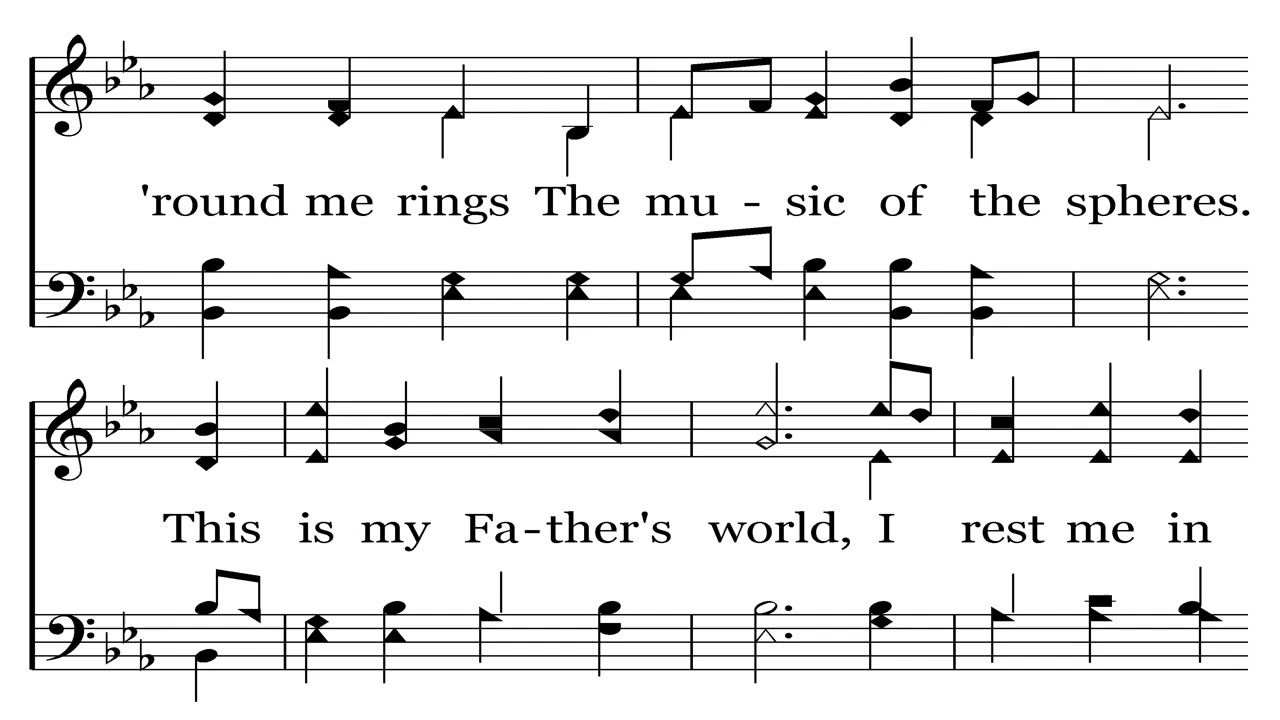 'round me rings The mu - sic of the spheres.
This is my Fa-ther's world, I rest me in